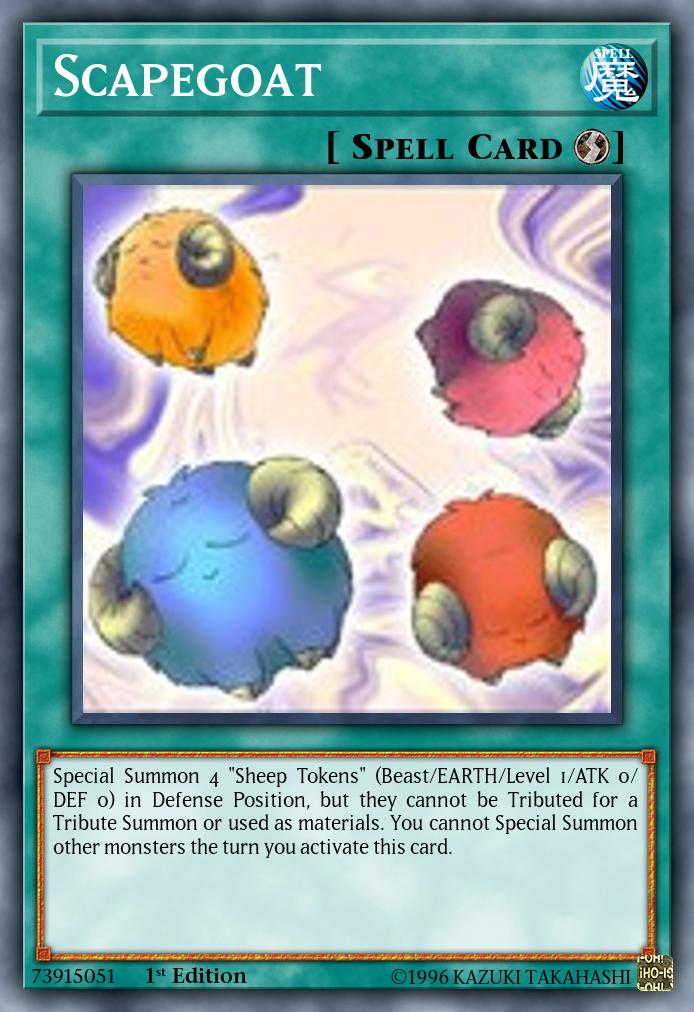 Scapegoat
SPELL
魔
[ Spell Card ]
Special Summon 4 "Sheep Tokens" (Beast/EARTH/Level 1/ATK 0/
DEF 0) in Defense Position, but they cannot be Tributed for a
Tribute Summon or used as materials. You cannot Special Summon
other monsters the turn you activate this card.
73915051 1st Edition ©1996 KAZUKI TAKAHASHI